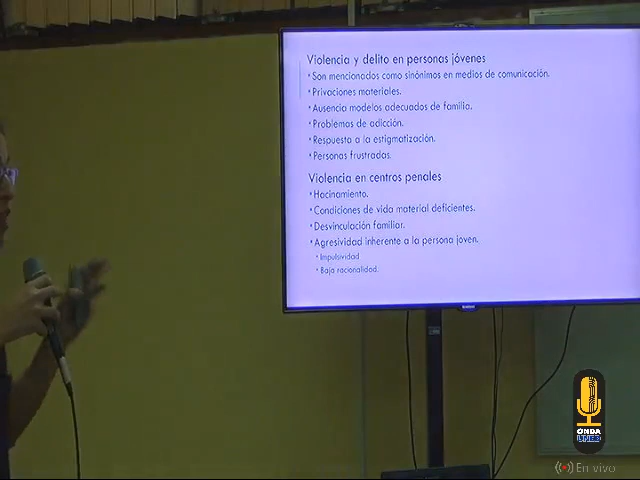 Violencia y delito en personas jóvenes
• Son mencionados como sinónimos en medios de comunicación.
• Privaciones materiales.
• Ausencia modelos adecuados de familia.
• Problemas de adicción.
• Respuesta a la estigmatización.
• Personas frustradas.
Violencia en centros penales
• Hacinamiento.
• Condiciones de vida material deficientes.
• Desvinculación familiar.
• Agresividad inherente a la persona joven.
• Impulsividad
• Baja racionalidad.
ONDA
UNED
En vivo